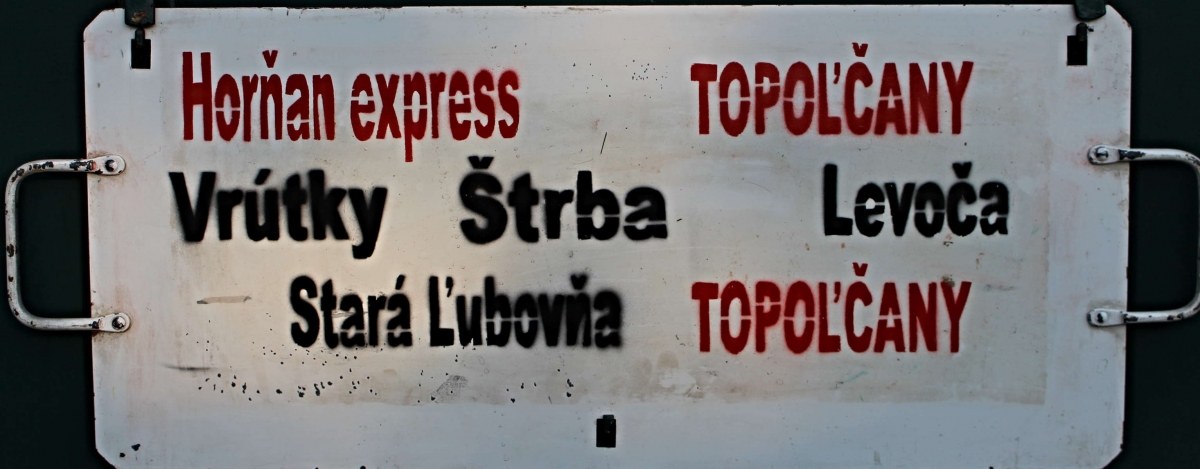 Horňan express TOPOĽČANY
Vrútky Štrba Levoča
Stará Ľubovňa TOPOĽČANY